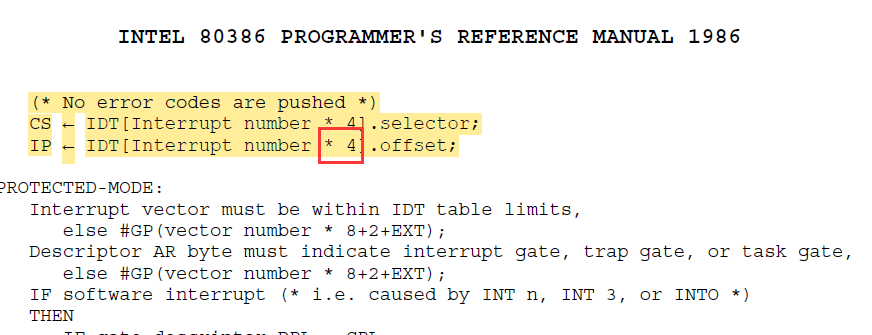 INTEL 80386 PROGRAMMER'S REFERENCE MANUAL 1986
(* No error codes are pushed *)
CS ← IDT[Interrupt number * 4].selector;
IP ← IDT[Interrupt number * 4].offset;
PROTECTED-MODE:
Interrupt vector must be within IDT table limits,
else #GP(vector number * 8+2+EXT);
Descriptor AR byte must indicate interrupt gate, trap gate, or task gate,
else #GP(vector number * 8+2+EXT);
IF software interrupt (* i.e. caused by INT n, INT 3, or INTO *)
THEN